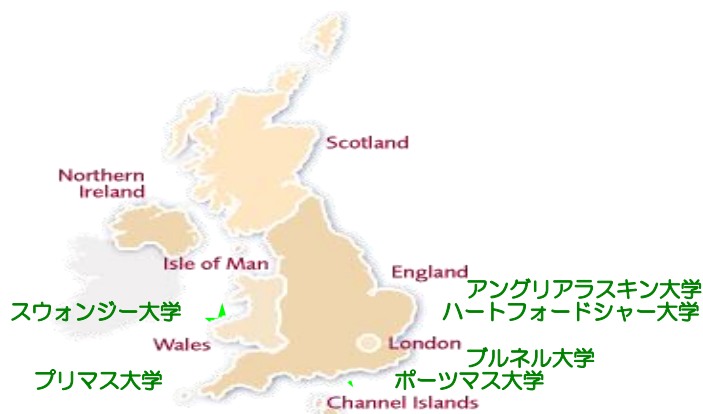 Scotland
Northern
Ireland
Isle of Man
England
アングリアラスキン大学
スウォンジー大学
ハートフォードシャー大学
Wales
London
ブルネル大学
プリマス大学
ポーツマス大学
Channel Islands